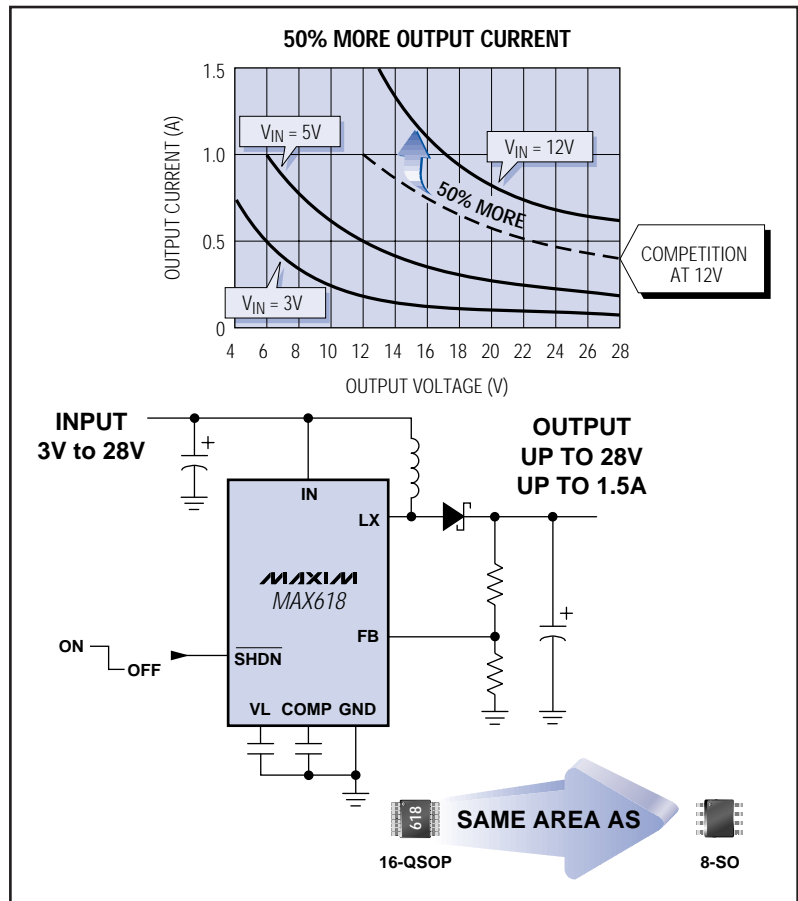 50% MORE OUTPUT CURRENT
1.5
1.0
0.5
0
OUTPUT CURRENT (A)
VIN = 5V
VIN = 12V
50% MORE
VIN = 3V
COMPETITION
AT 12V
4 6 8 10 12 14 16 18 20 22 24 26 28
OUTPUT VOLTAGE (V)
INPUT
3V to 28V
OUTPUT
UP TO 28V
UP TO 1.5A
IN
LX
MAXIM
MAX618
FB
ON
OFF
SHDN
VL COMP GND
618
SAME AREA AS
16-QSOP
8-SO